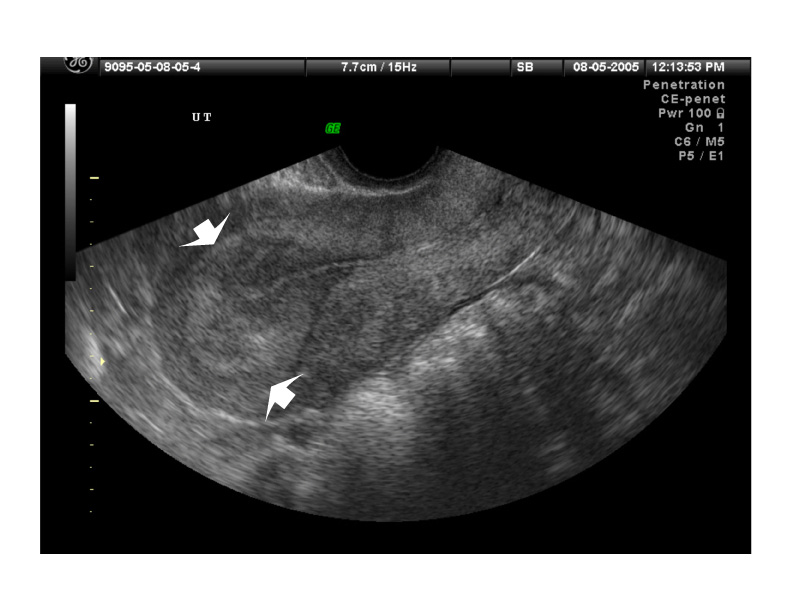 9095-05-08-05-4 7.7cm / 15Hz SB 08-05-2005 12:13:53 PM
Penetration
CE-penet
Pwr 100
Gn 1
C6 / M5
P5 / E1
UT
GE